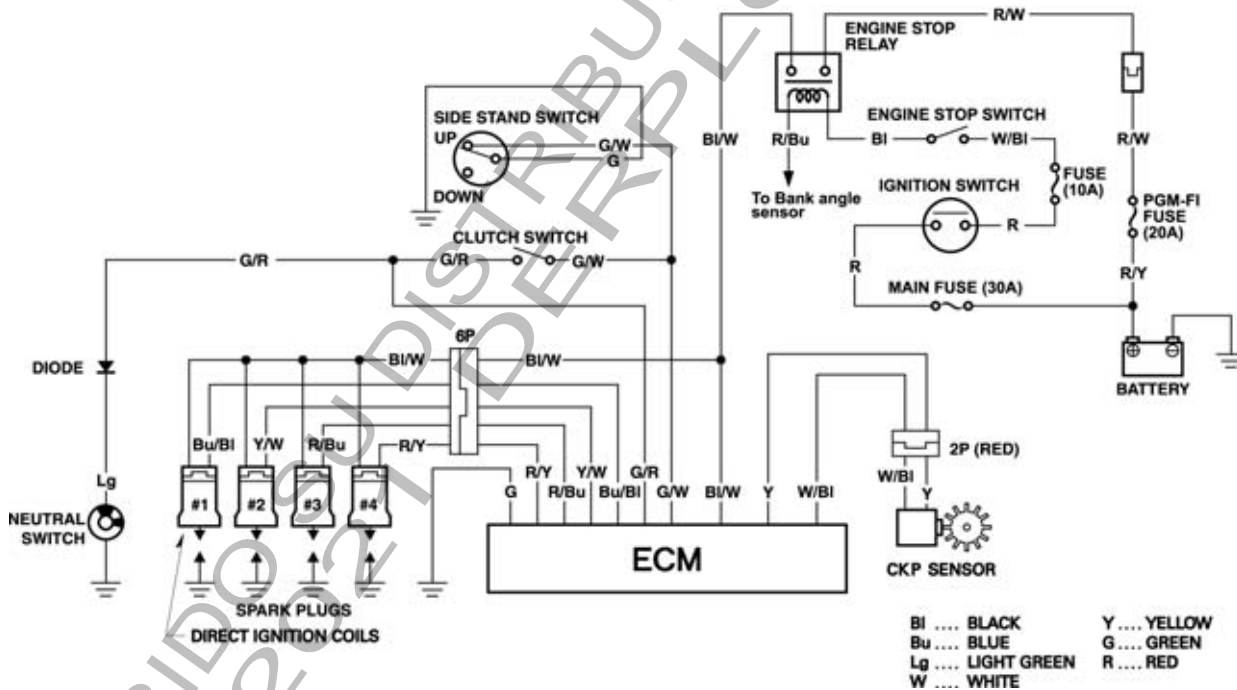 R/W
ENGINE STOP
RELAY
SIDE STAND SWITCH
UP
G/W
G
DOWN
Bl/W
R/Bu
ENGINE STOP SWITCH
Bl
W/Bl
R/W
To Bank angle
sensor
IGNITION SWITCH
FUSE
(10A)
R
PGM-FI
FUSE
(20A)
R
R/Y
MAIN FUSE (30A)
CLUTCH SWITCH
G/R
G/R
G/W
BATTERY
6P
Bl/W
Bl/W
DIODE
Bu/Bl
Y/W
R/Bu
R/Y
2P (RED)
W/Bl
Y
Lg
#1
#2
#3
#4
NEUTRAL
SWITCH
G
R/Y
R/Bu
Y/W
Bu/Bl
G/R
G/W
Bl/W
Y
W/Bl
ECM
CKP SENSOR
SPARK PLUGS
DIRECT IGNITION COILS
Bl .... BLACK
Bu .... BLUE
Lg .... LIGHT GREEN
W .... WHITE
Y .... YELLOW
G .... GREEN
R .... RED
2021